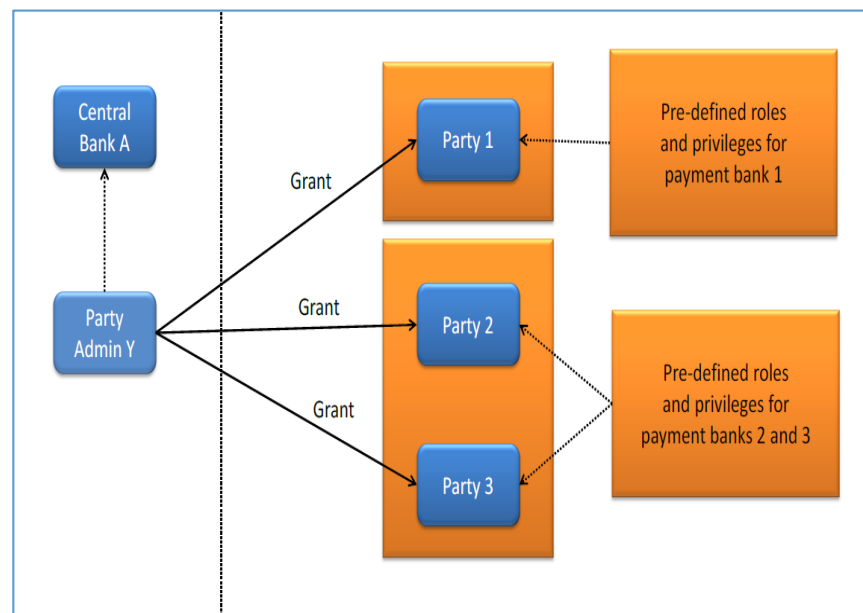 Central
Bank A
Party
Admin Y
Grant
Grant
Grant
Party 1
Party 2
Party 3
Pre-defined roles
and privileges for
payment bank 1
Pre-defined roles
and privileges for
payment banks 2 and 3